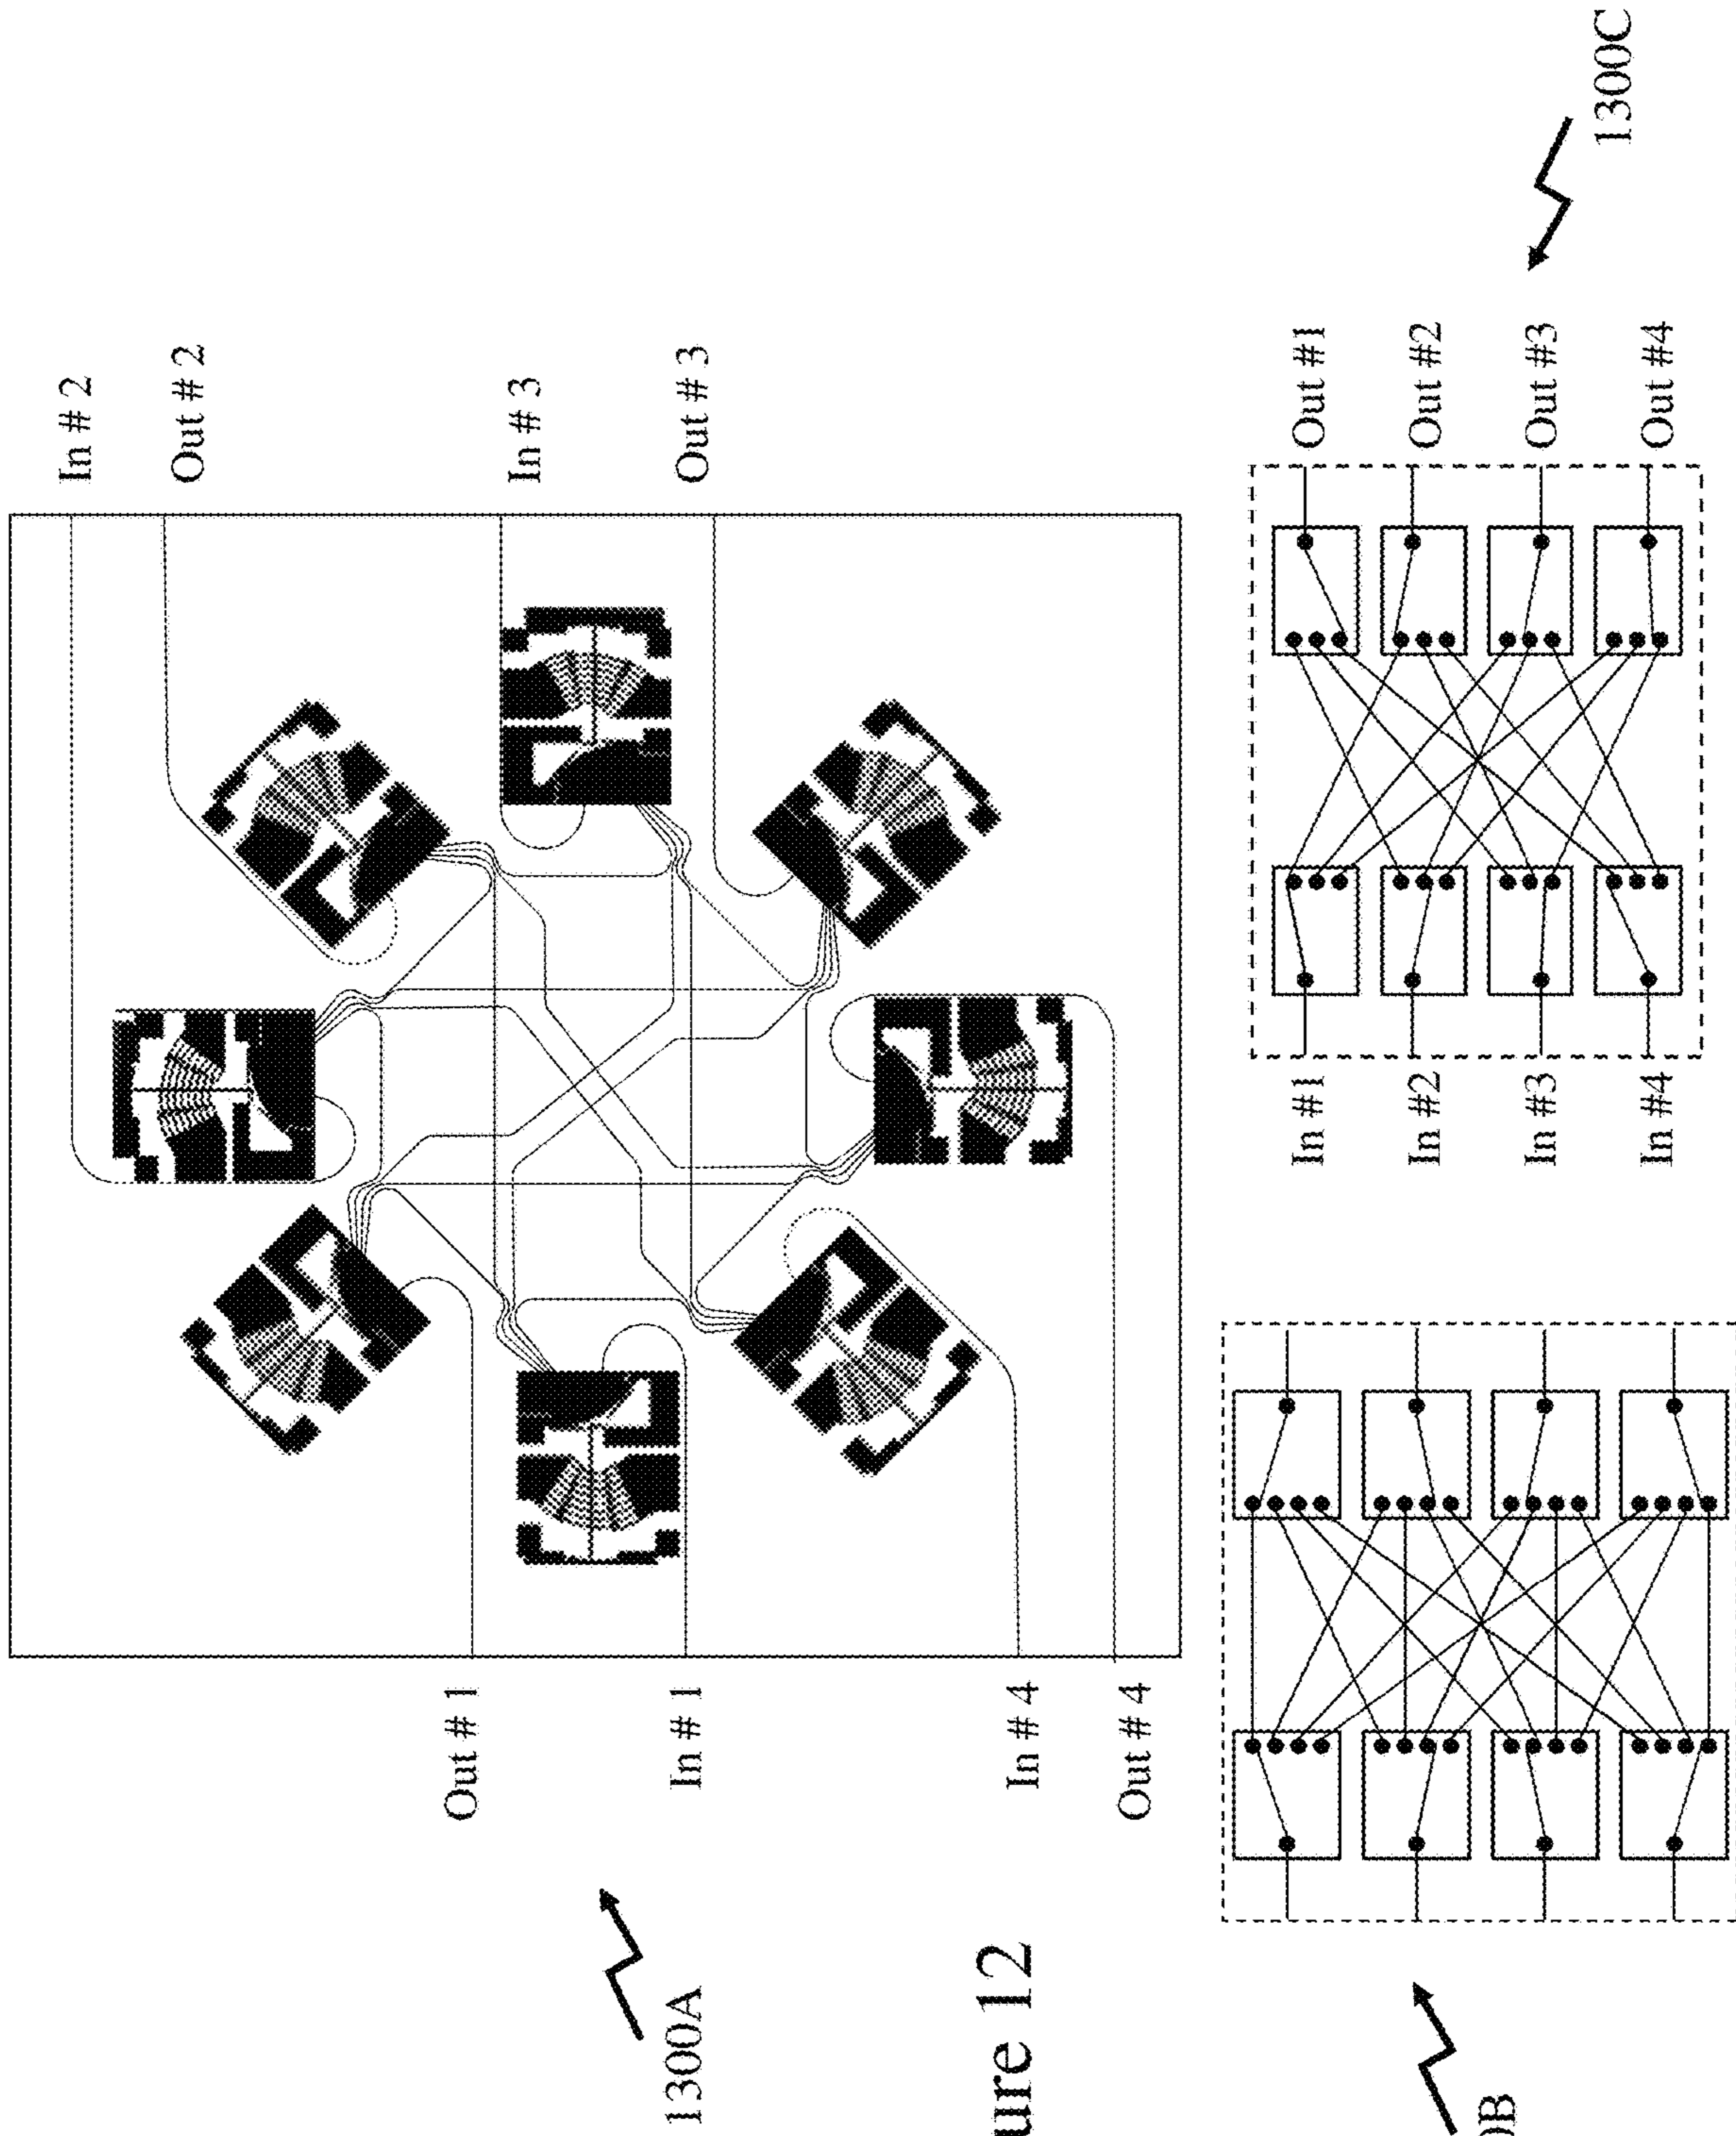 In # 2
Out # 2
In # 3
Out # 3
Out # 1
In # 1
In # 4
Out # 4
1300A
ure 12
Out #1
Out #2
Out #3
Out #4
In #1
In #2
In #3
In #4
1300C
0B